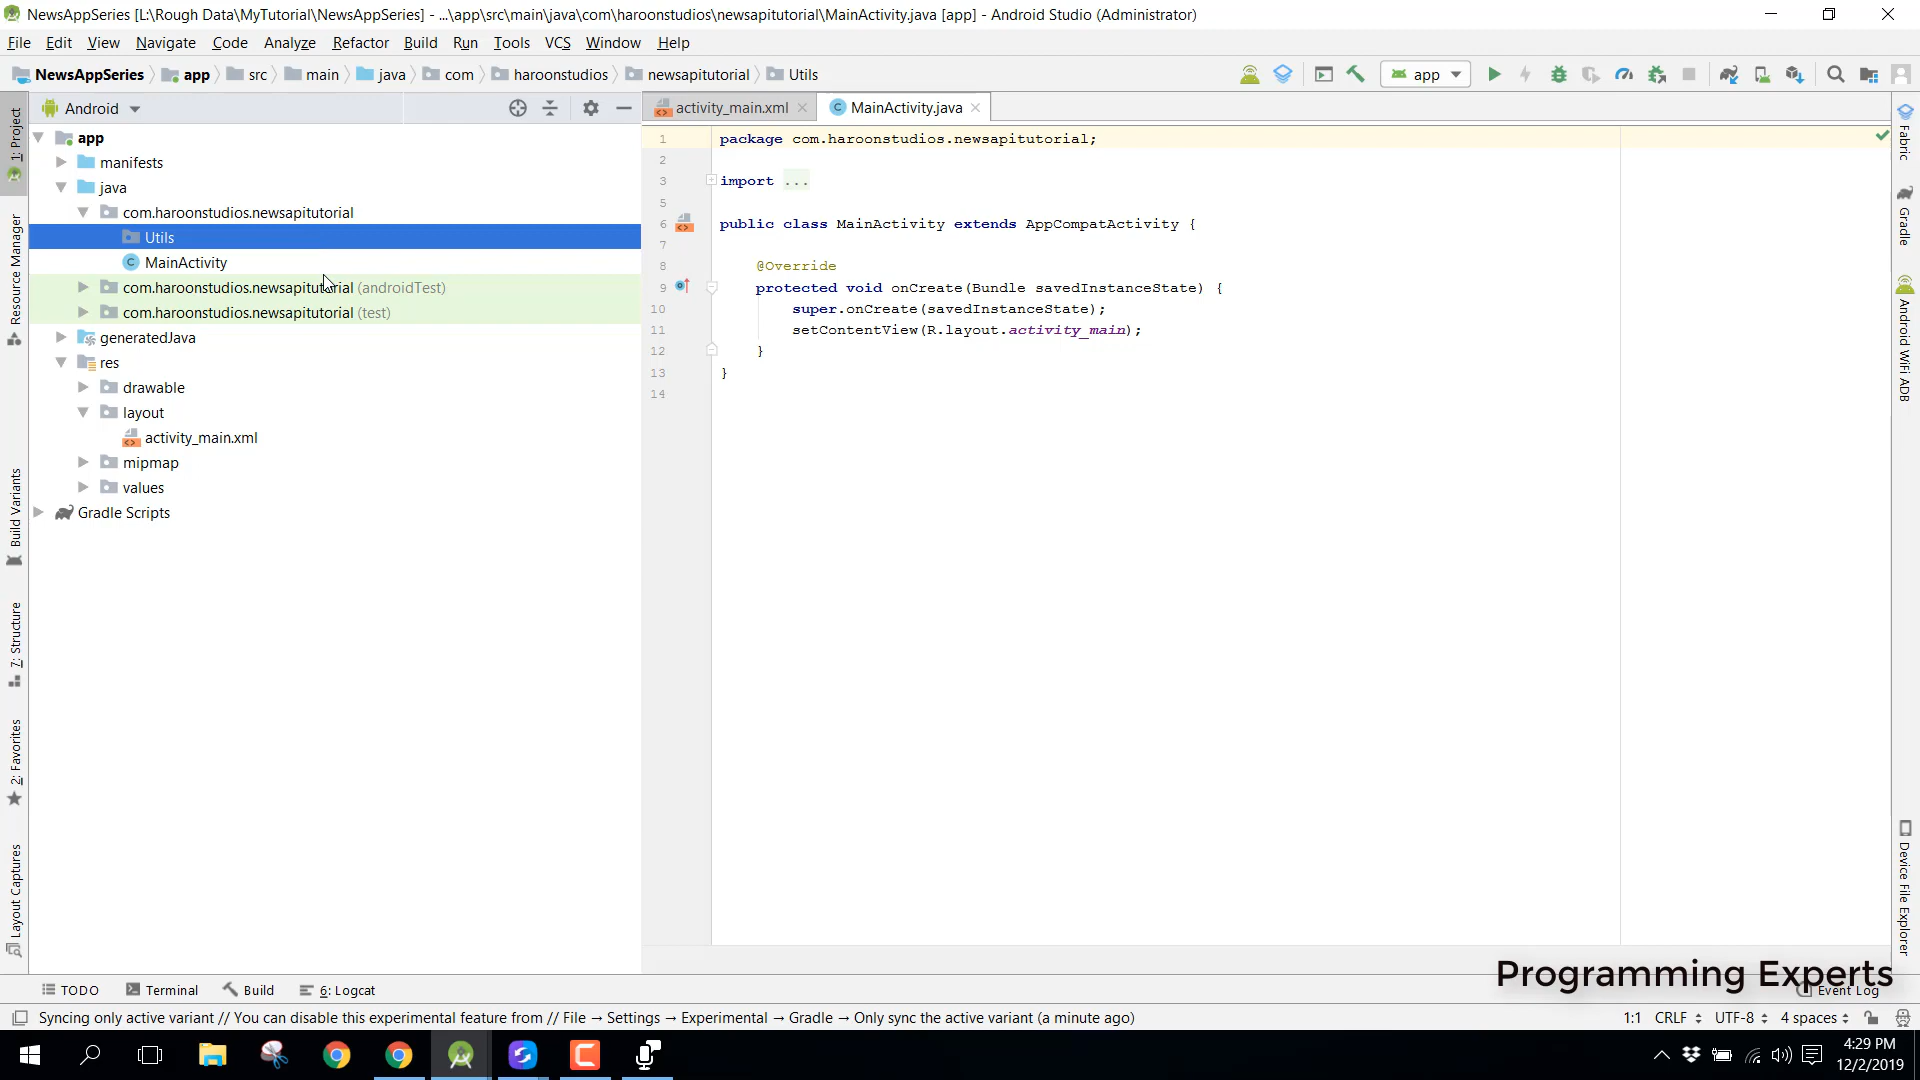 NewsAppSeries [L:\Rough Data\MyTutorial\NewsAppSeries] - ...\app\src\main\java\com\haroonstudios\newsapitutorial\MainActivity.java [app] - Android Studio (Administrator)
File Edit View Navigate Code Analyze Refactor Build Run Tools VCS Window Help
NewsAppSeries app src main java com haroonstudios newsapitutorial Utils app
Android
activity_main.xml MainActivity.java
app
manifests
java
com.haroonstudios.newsapitutorial
Utils
MainActivity
com.haroonstudios.newsapitutorial (androidTest)
com.haroonstudios.newsapitutorial (test)
generatedJava
res
drawable
layout
activity_main.xml
mipmap
values
Gradle Scripts
1 package com.haroonstudios.newsapitutorial;
2
3 import ...
5
6 public class MainActivity extends AppCompatActivity {
7
8 @Override
9 protected void onCreate(Bundle savedInstanceState) {
10 super.onCreate(savedInstanceState);
11 setContentView(R.layout.activity_main);
12 }
13 }
14
1: Project
Resource Manager
Build Variants
7: Structure
2: Favorites
Layout Captures
Fabric
Gradle
Android WiFi ADB
Device File Explorer
Programming Experts
TODO Terminal Build 6: Logcat Event Log
Syncing only active variant // You can disable this experimental feature from // File → Settings → Experimental → Gradle → Only sync the active variant (a minute ago) 1:1 CRLF UTF-8 4 spaces
4:29 PM
12/2/2019